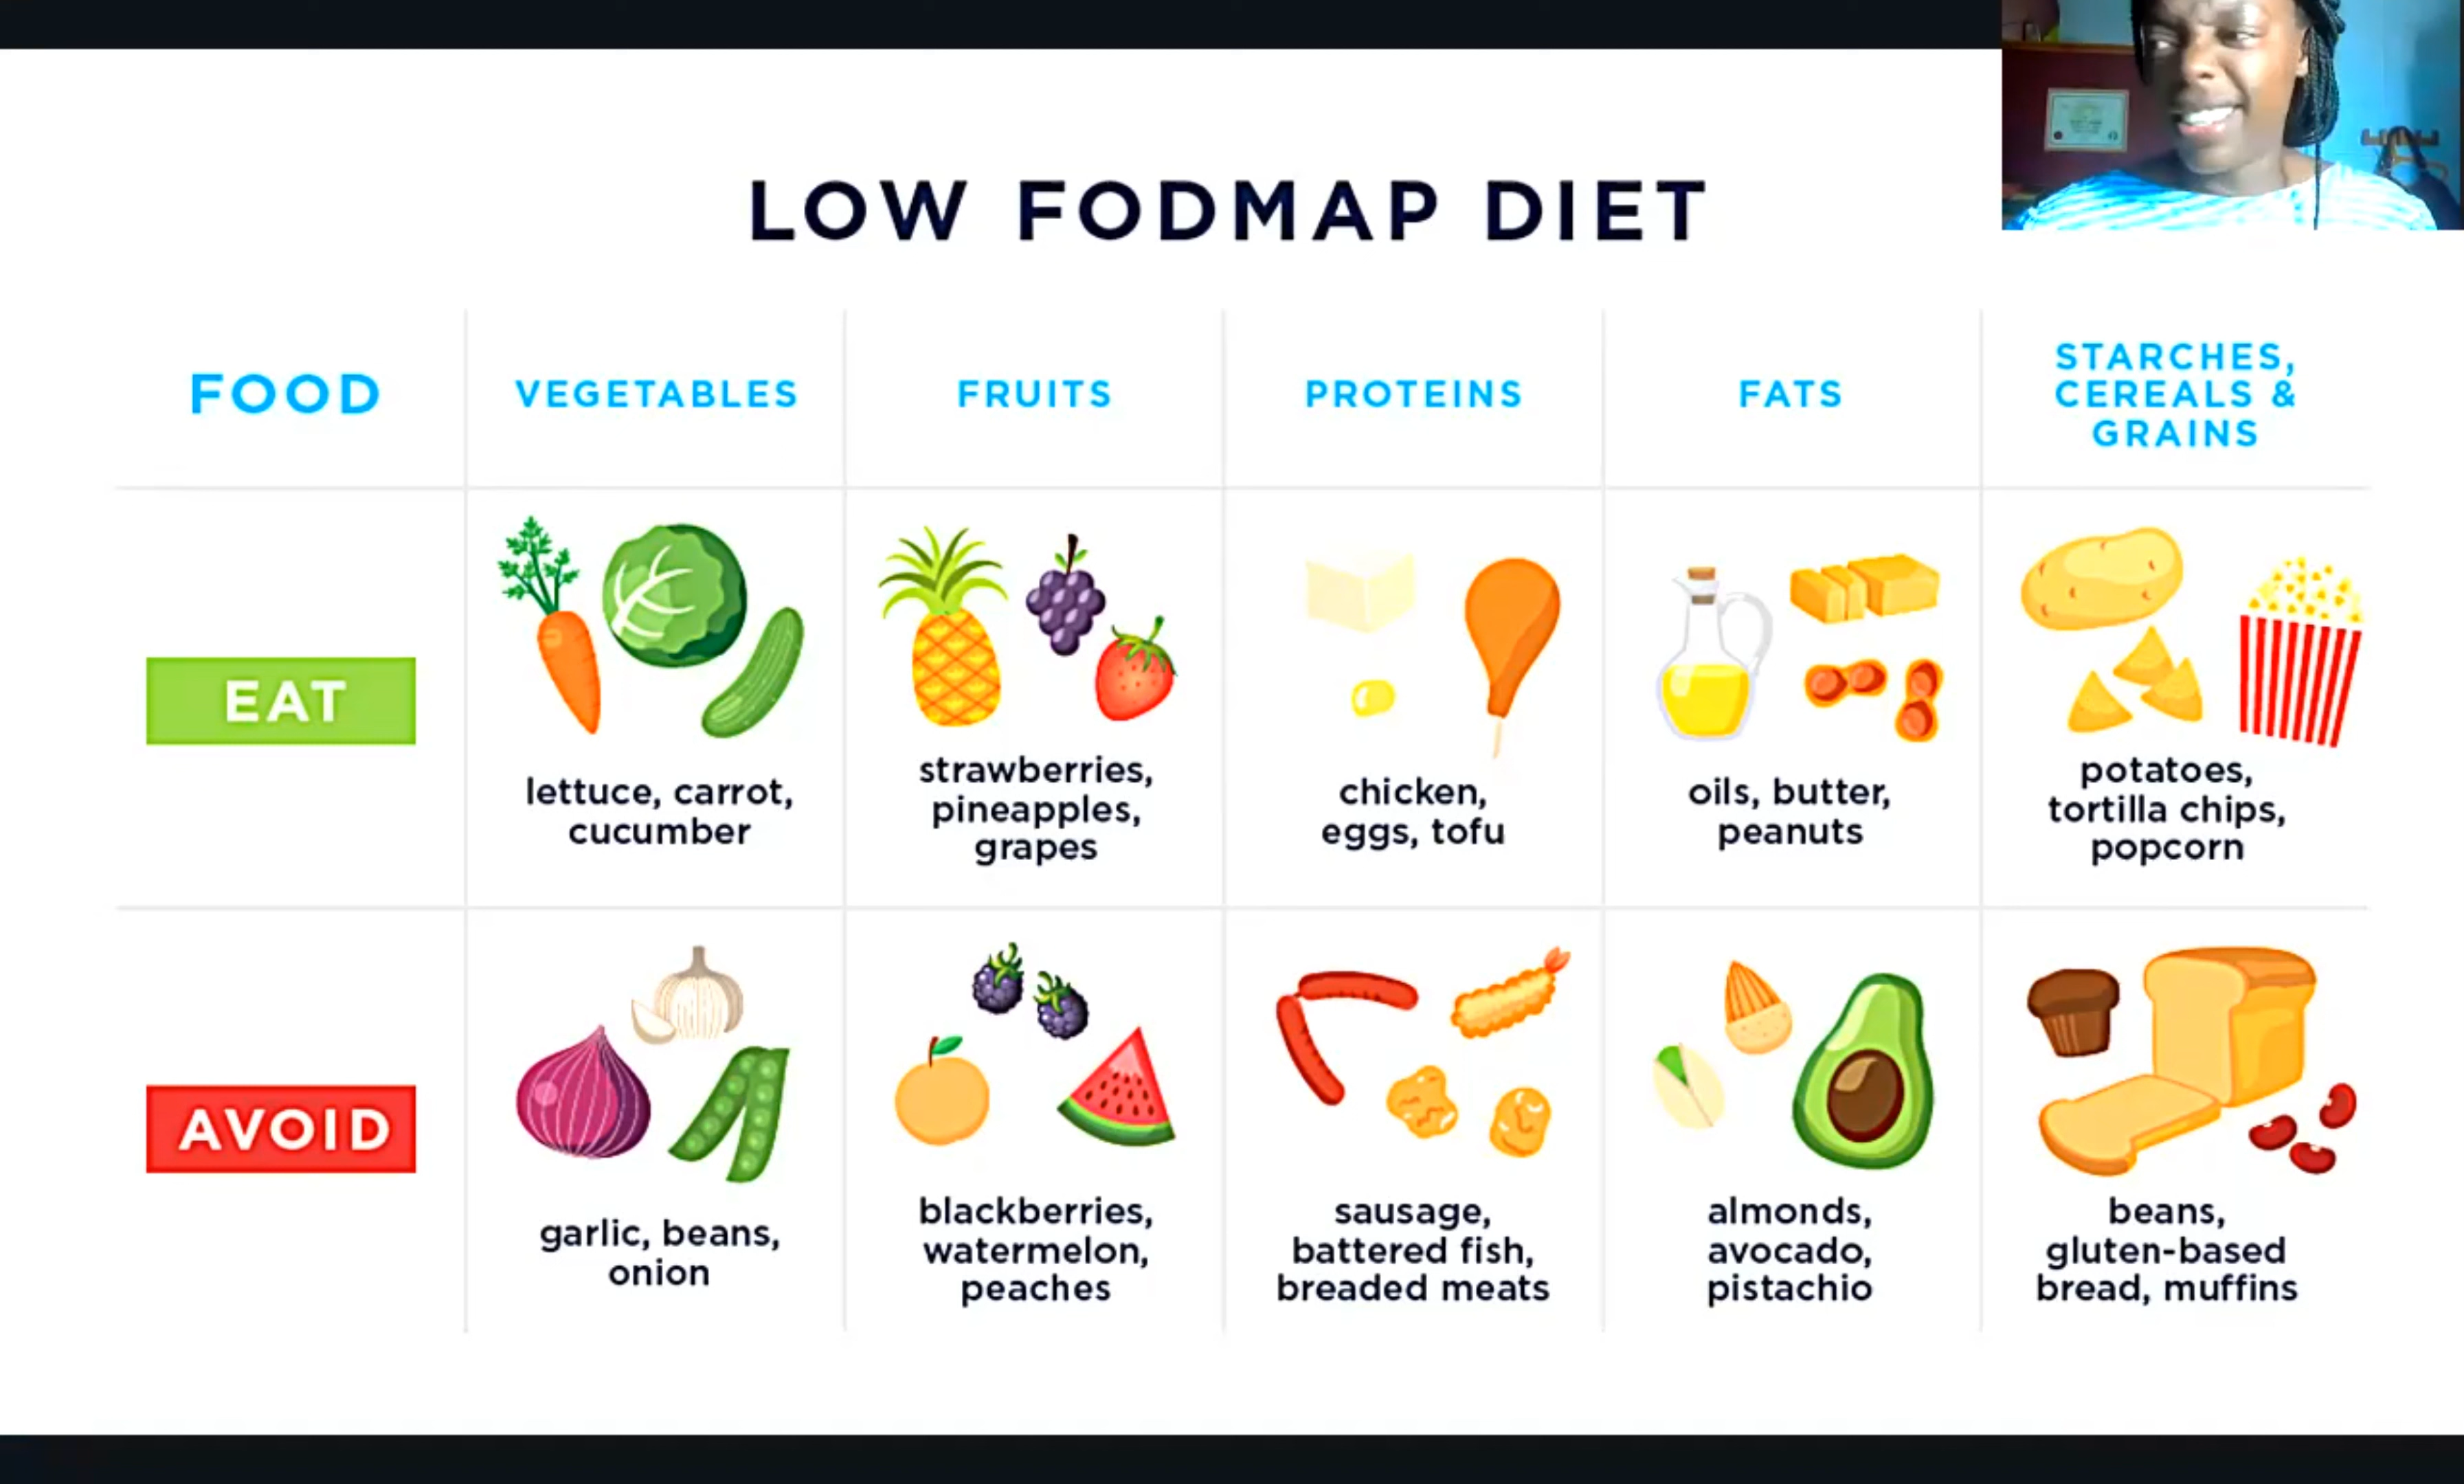 LOW FODMAP DIET
FOOD
VEGETABLES
FRUITS
PROTEINS
FATS
STARCHES,
CEREALS &
GRAINS
EAT
lettuce, carrot,
cucumber
strawberries,
pineapples,
grapes
chicken,
eggs, tofu
oils, butter,
peanuts
potatoes,
tortilla chips,
popcorn
AVOID
garlic, beans,
onion
blackberries,
watermelon,
peaches
sausage,
battered fish,
breaded meats
almonds,
avocado,
pistachio
beans,
gluten-based
bread, muffins